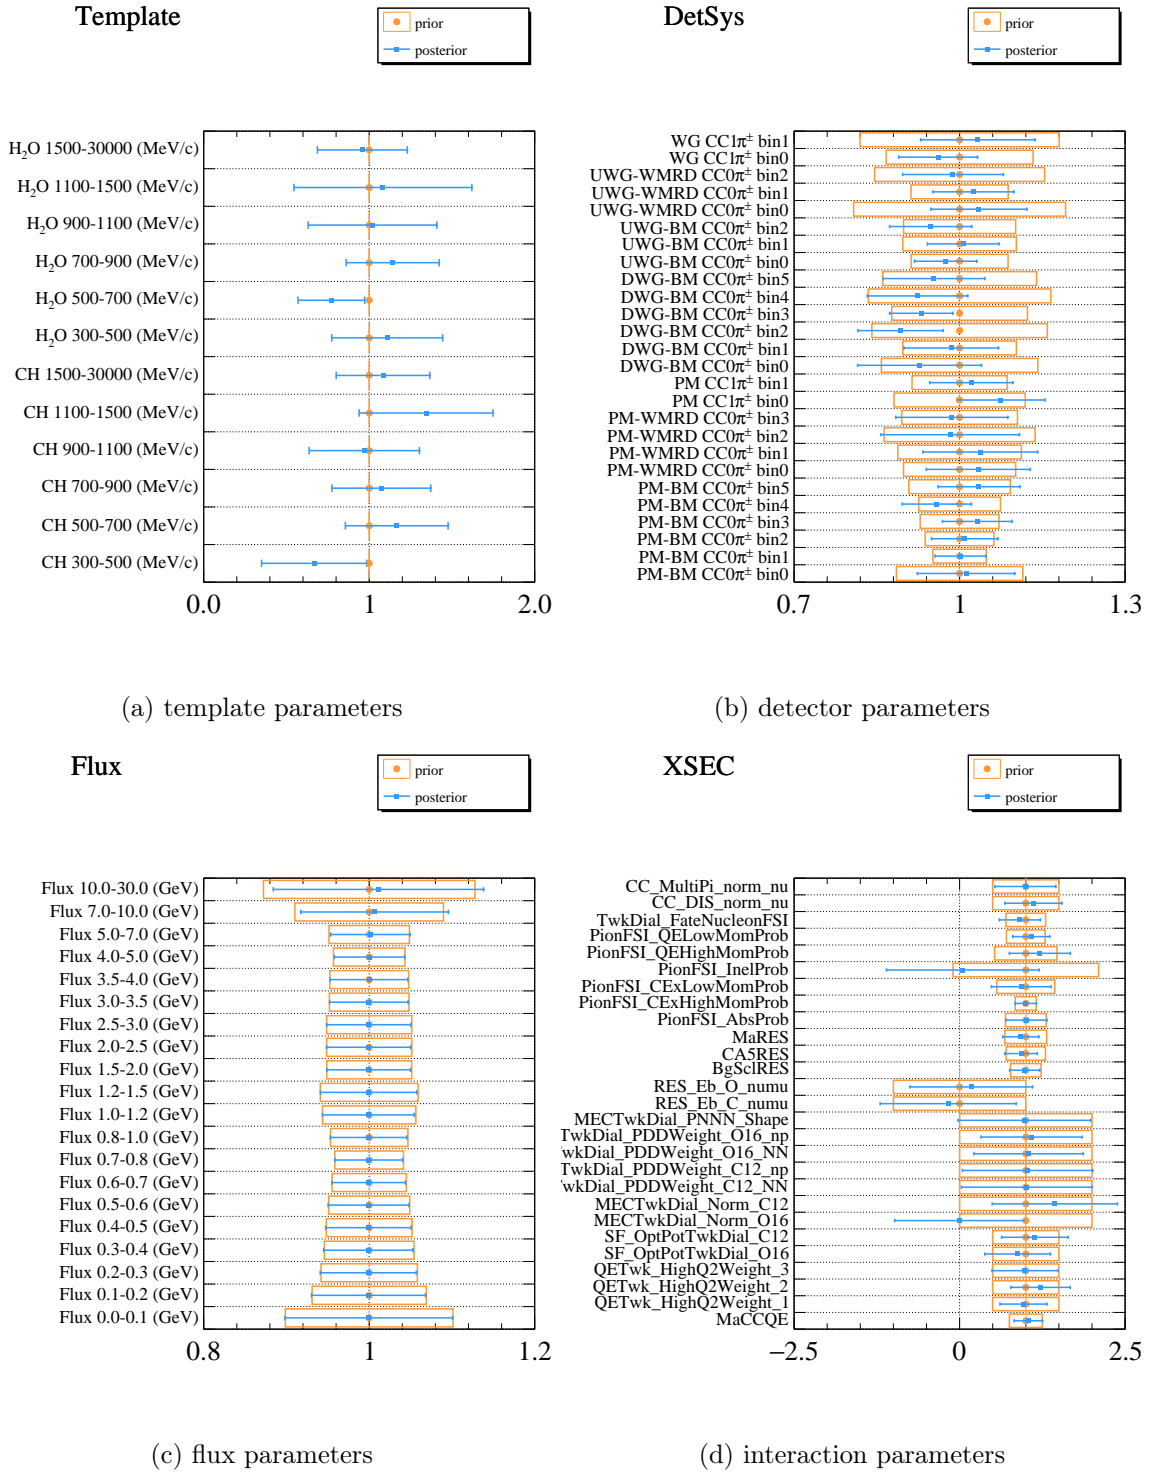 Template
prior
posterior
H₂O 1500-30000 (MeV/c)
H₂O 1100-1500 (MeV/c)
H₂O 900-1100 (MeV/c)
H₂O 700-900 (MeV/c)
H₂O 500-700 (MeV/c)
H₂O 300-500 (MeV/c)
CH 1500-30000 (MeV/c)
CH 1100-1500 (MeV/c)
CH 900-1100 (MeV/c)
CH 700-900 (MeV/c)
CH 500-700 (MeV/c)
CH 300-500 (MeV/c)
0.0 1 2.0
(a) template parameters
DetSys
prior
posterior
WG CC1π± bin1
WG CC1π± bin0
UWG-WMRD CC0π± bin2
UWG-WMRD CC0π± bin1
UWG-WMRD CC0π± bin0
UWG-BM CC0π± bin2
UWG-BM CC0π± bin1
UWG-BM CC0π± bin0
DWG-BM CC0π± bin5
DWG-BM CC0π± bin4
DWG-BM CC0π± bin3
DWG-BM CC0π± bin2
DWG-BM CC0π± bin1
DWG-BM CC0π± bin0
PM CC1π± bin1
PM CC1π± bin0
PM-WMRD CC0π± bin3
PM-WMRD CC0π± bin2
PM-WMRD CC0π± bin1
PM-WMRD CC0π± bin0
PM-BM CC0π± bin5
PM-BM CC0π± bin4
PM-BM CC0π± bin3
PM-BM CC0π± bin2
PM-BM CC0π± bin1
PM-BM CC0π± bin0
0.7 1 1.3
(b) detector parameters
Flux
prior
posterior
Flux 10.0-30.0 (GeV)
Flux 7.0-10.0 (GeV)
Flux 5.0-7.0 (GeV)
Flux 4.0-5.0 (GeV)
Flux 3.5-4.0 (GeV)
Flux 3.0-3.5 (GeV)
Flux 2.5-3.0 (GeV)
Flux 2.0-2.5 (GeV)
Flux 1.5-2.0 (GeV)
Flux 1.2-1.5 (GeV)
Flux 1.0-1.2 (GeV)
Flux 0.8-1.0 (GeV)
Flux 0.7-0.8 (GeV)
Flux 0.6-0.7 (GeV)
Flux 0.5-0.6 (GeV)
Flux 0.4-0.5 (GeV)
Flux 0.3-0.4 (GeV)
Flux 0.2-0.3 (GeV)
Flux 0.1-0.2 (GeV)
Flux 0.0-0.1 (GeV)
0.8 1 1.2
(c) flux parameters
XSEC
prior
posterior
CC_MultiPi_norm_nu
CC_DIS_norm_nu
TwkDial_FateNucleonFSI
PionFSI_QELowMomProb
PionFSI_QEHighMomProb
PionFSI_InelProb
PionFSI_CExLowMomProb
PionFSI_CExHighMomProb
PionFSI_AbsProb
MaRES
CA5RES
BgSclRES
RES_Eb_O_numu
RES_Eb_C_numu
MECTwkDial_PNNN_Shape
TwkDial_PDDWeight_O16_np
wkDial_PDDWeight_O16_NN
TwkDial_PDDWeight_C12_np
wkDial_PDDWeight_C12_NN
MECTwkDial_Norm_C12
MECTwkDial_Norm_O16
SF_OptPotTwkDial_C12
SF_OptPotTwkDial_O16
QETwk_HighQ2Weight_3
QETwk_HighQ2Weight_2
QETwk_HighQ2Weight_1
MaCCQE
−2.5 0 2.5
(d) interaction parameters